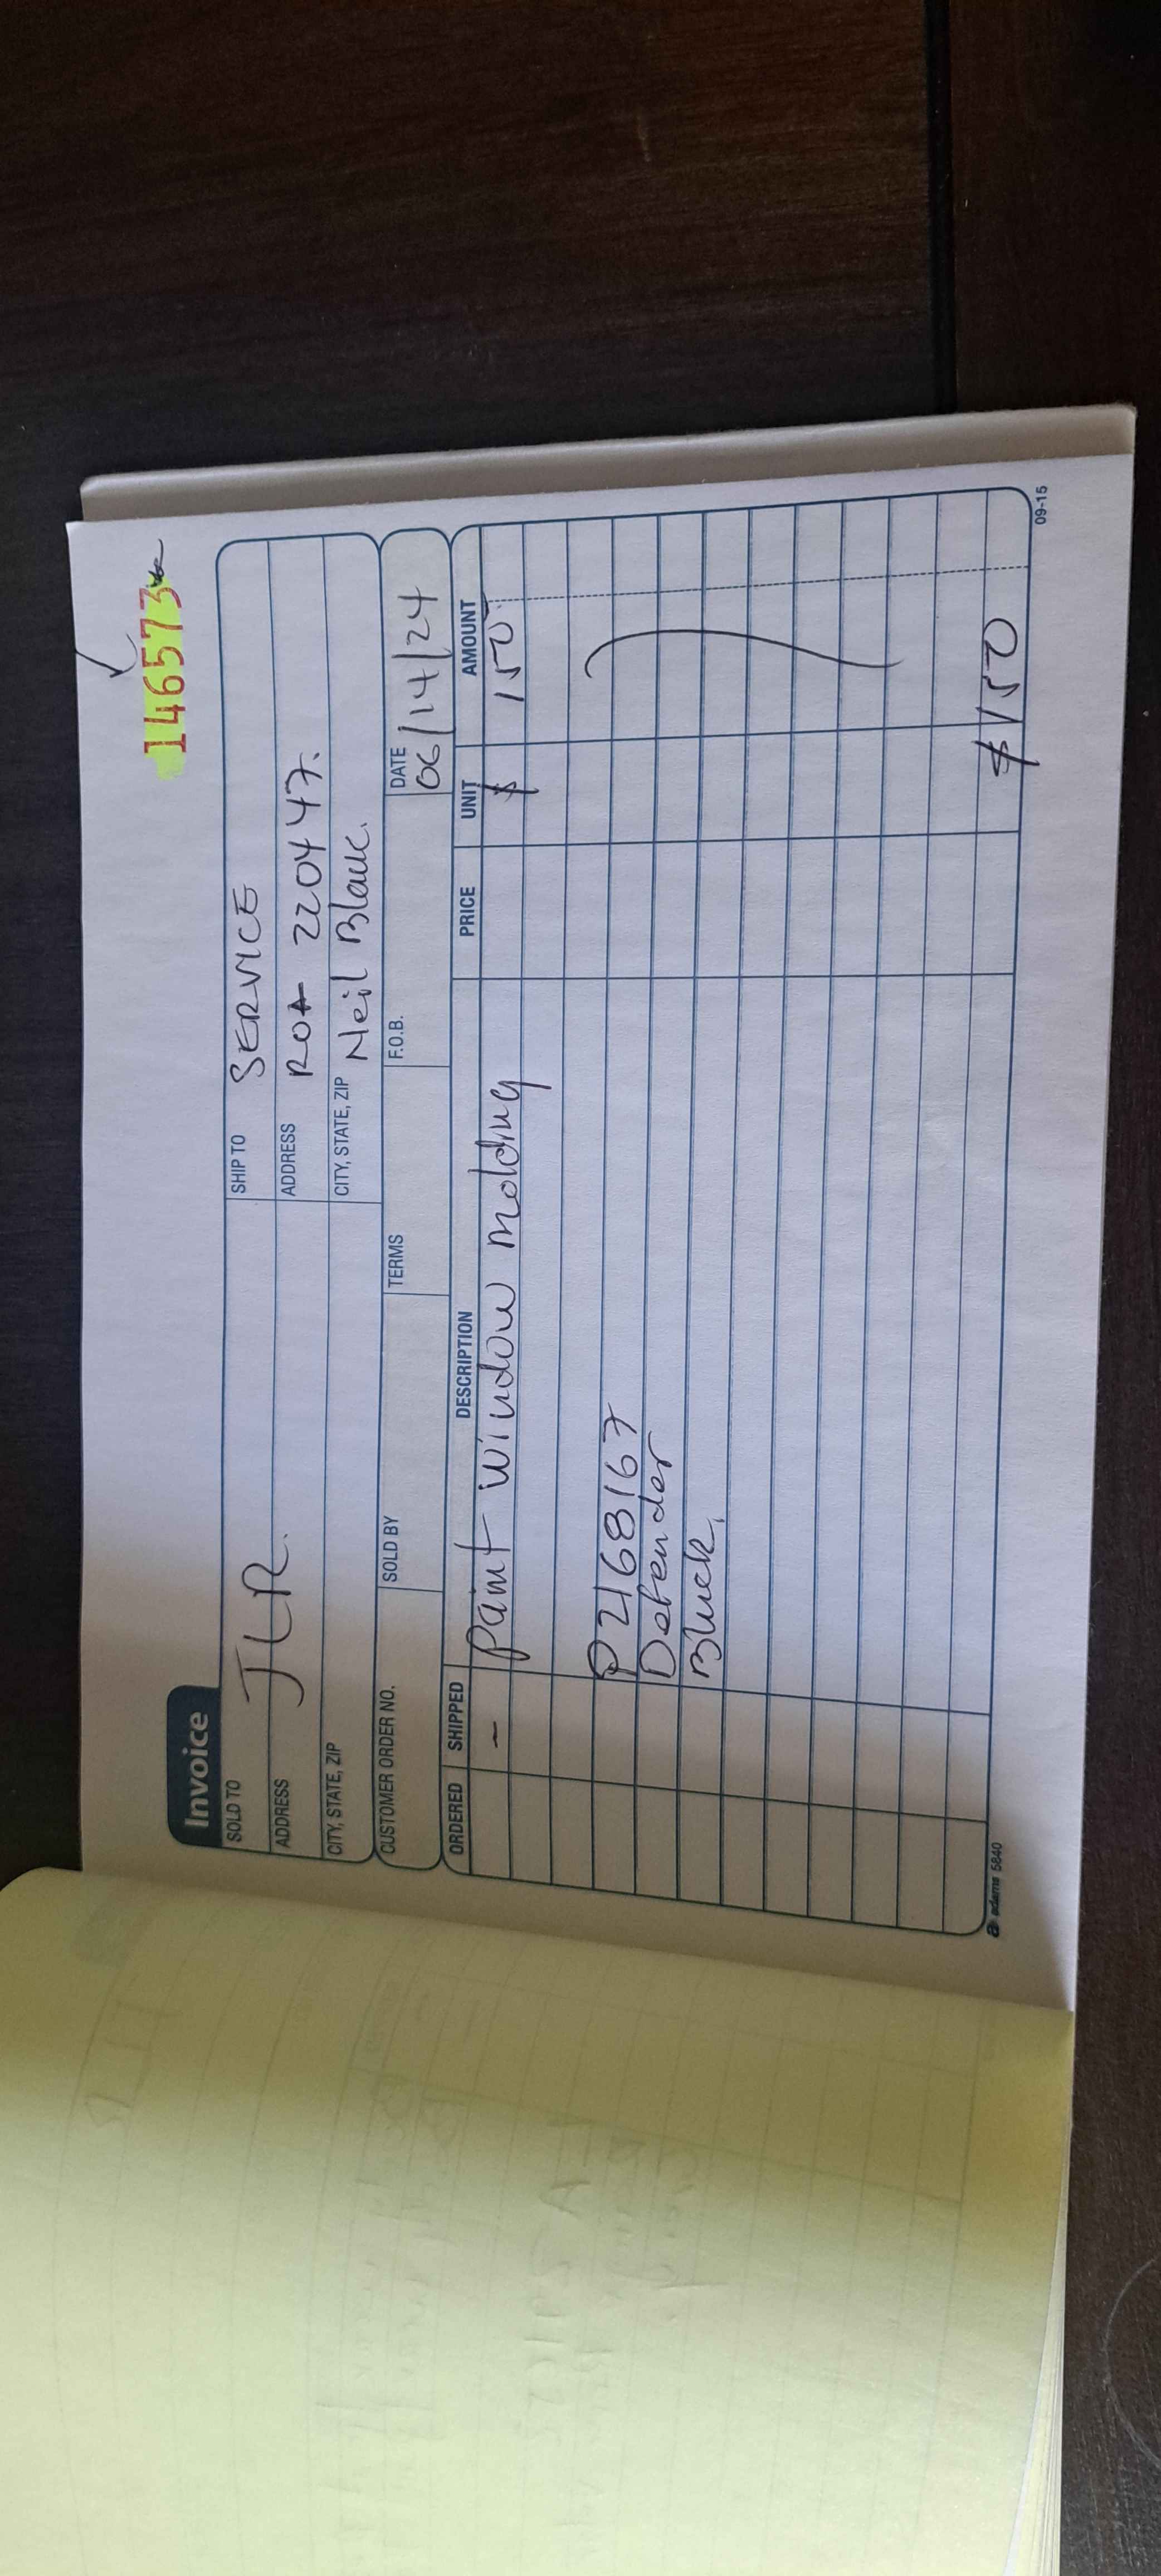 146573
Invoice
SOLD TO JLR.
SHIP TO SERVICE
ADDRESS
ADDRESS RO# 220447.
CITY, STATE, ZIP
CITY, STATE, ZIP Neil Blauk.
CUSTOMER ORDER NO. SOLD BY TERMS F.O.B. DATE 06/14/24
ORDERED SHIPPED DESCRIPTION PRICE UNIT AMOUNT
- Paint window molding $ 150.
P2168167
Defender
Black.
$150
adams 5840
09-15